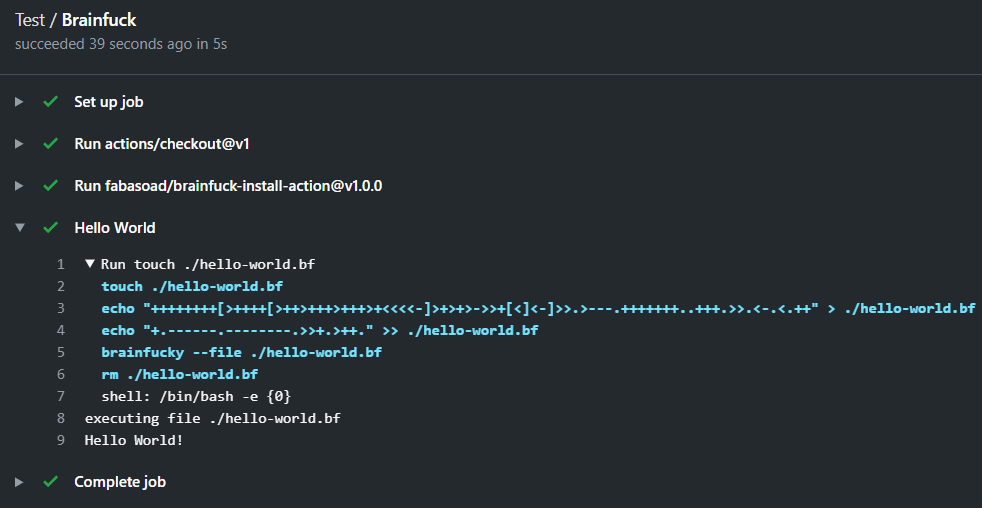 Test / Brainfuck
succeeded 39 seconds ago in 5s
Set up job
Run actions/checkout@v1
Run fabasoad/brainfuck-install-action@v1.0.0
Hello World
1 ▼ Run touch ./hello-world.bf
2 touch ./hello-world.bf
3 echo "++++++++[>++++[>++>+++>+++>+<<<<-]>+>+>->>+[<]<-]>>.>---.+++++++..+++.>>.<-.<.++" > ./hello-world.bf
4 echo "+.------.--------.>>+.>++." >> ./hello-world.bf
5 brainfucky --file ./hello-world.bf
6 rm ./hello-world.bf
7 shell: /bin/bash -e {0}
8 executing file ./hello-world.bf
9 Hello World!
Complete job